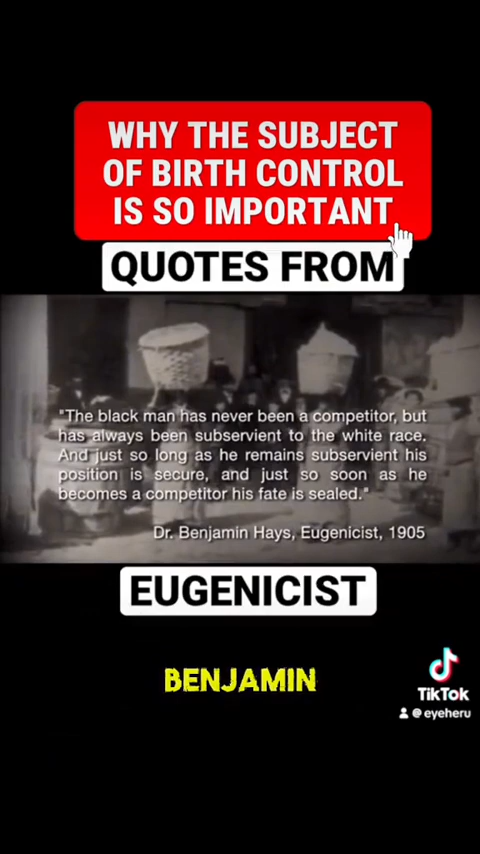 WHY THE SUBJECT
OF BIRTH CONTROL
IS SO IMPORTANT
QUOTES FROM
"The black man has never been a competitor, but
has always been subservient to the white race.
And just so long as he remains subservient his
position is secure, and just so soon as he
becomes a competitor his fate is sealed."
Dr. Benjamin Hays, Eugenicist, 1905
EUGENICIST
BENJAMIN
TikTok
@eyeheru